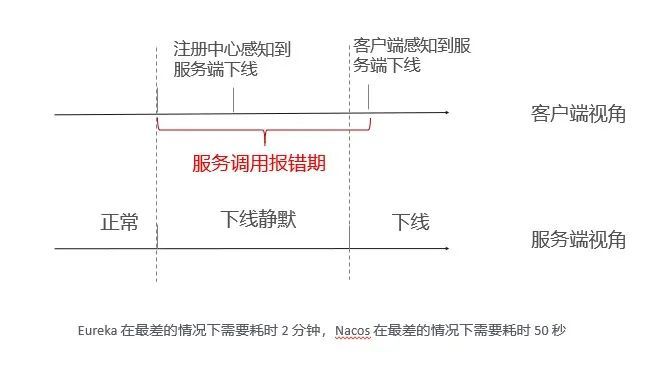 注册中心感知到
服务端下线
客户端感知到服
务端下线
客户端视角
服务调用报错期
正常
下线静默
下线
服务端视角
Eureka 在最差的情况下需要耗时 2 分钟，Nacos 在最差的情况下需要耗时 50 秒